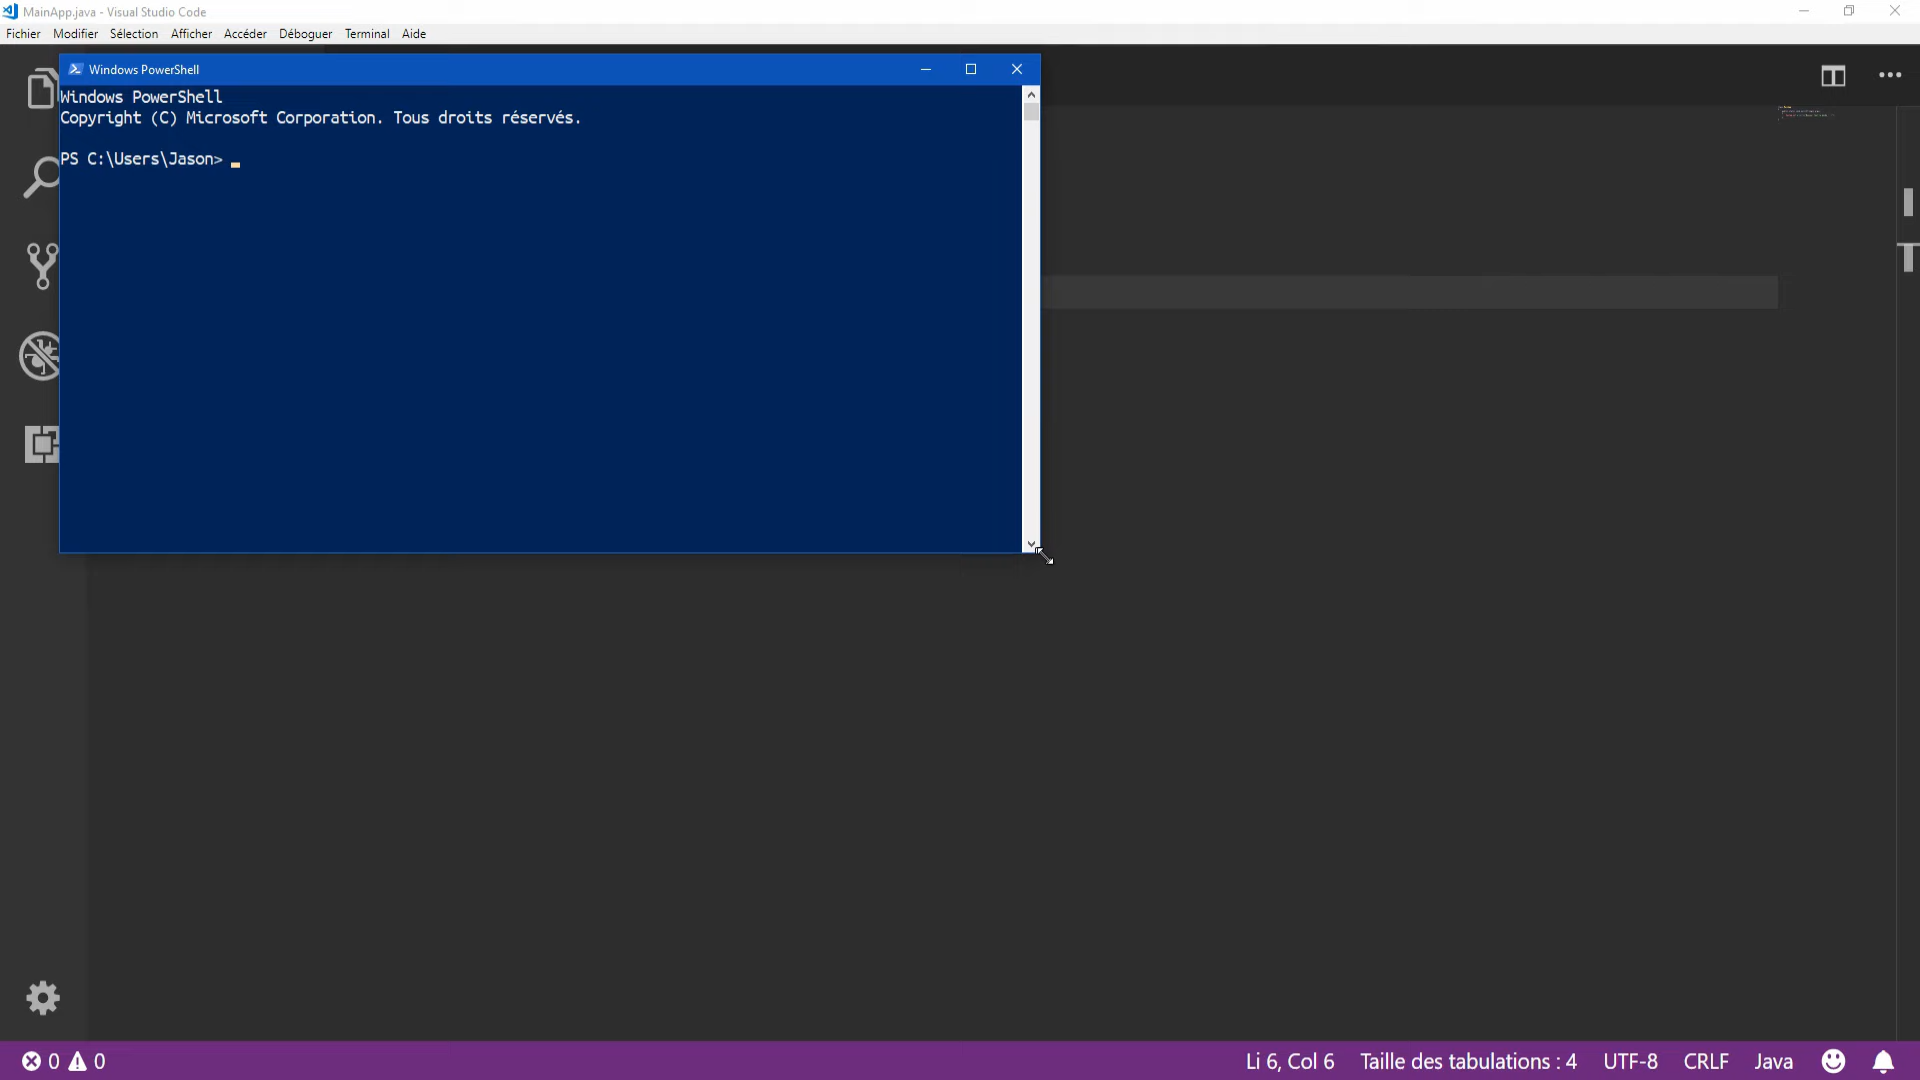 MainApp.java - Visual Studio Code
Fichier Modifier Sélection Afficher Accéder Déboguer Terminal Aide
Windows PowerShell
Windows PowerShell
Copyright (C) Microsoft Corporation. Tous droits réservés.
PS C:\Users\Jason>
0 0 Li 6, Col 6 Taille des tabulations : 4 UTF-8 CRLF Java